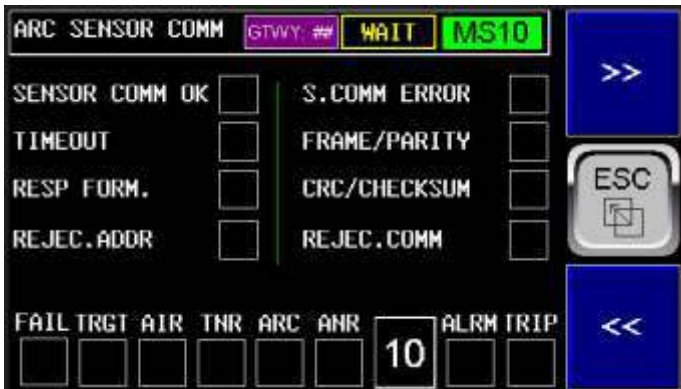 ARC SENSOR COMM GTWY: ## WAIT MS10
>>
SENSOR COMM OK S.COMM ERROR
TIMEOUT FRAME/PARITY
RESP FORM. CRC/CHECKSUM
ESC
REJEC.ADDR REJEC.COMM
FAIL TRGT AIR TNR ARC ANR 10 ALRM TRIP
<<